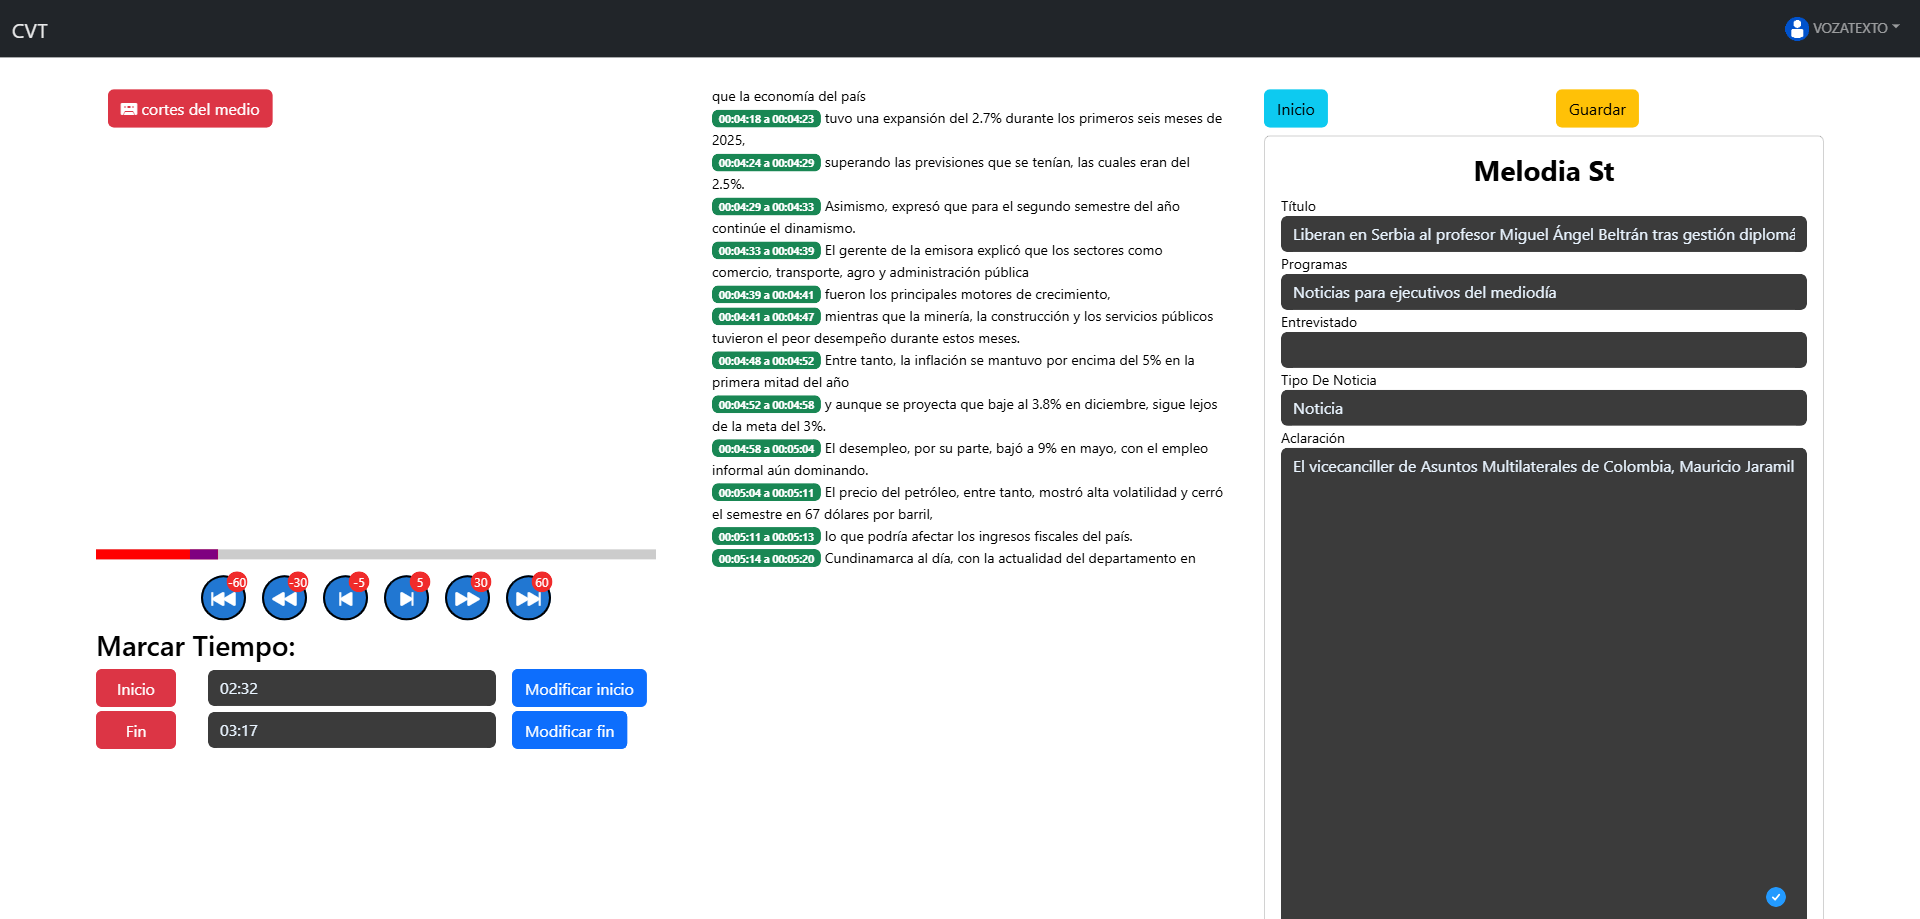 CVT
VOZATEXTO
cortes del medio
-60
-30
-5
5
30
60
Marcar Tiempo:
Inicio
02:32
Modificar inicio
Fin
03:17
Modificar fin
que la economía del país
00:04:18 a 00:04:23 tuvo una expansión del 2.7% durante los primeros seis meses de
2025,
00:04:24 a 00:04:29 superando las previsiones que se tenían, las cuales eran del
2.5%.
00:04:29 a 00:04:33 Asimismo, expresó que para el segundo semestre del año
continúe el dinamismo.
00:04:33 a 00:04:39 El gerente de la emisora explicó que los sectores como
comercio, transporte, agro y administración pública
00:04:39 a 00:04:41 fueron los principales motores de crecimiento,
00:04:41 a 00:04:47 mientras que la minería, la construcción y los servicios públicos
tuvieron el peor desempeño durante estos meses.
00:04:48 a 00:04:52 Entre tanto, la inflación se mantuvo por encima del 5% en la
primera mitad del año
00:04:52 a 00:04:58 y aunque se proyecta que baje al 3.8% en diciembre, sigue lejos
de la meta del 3%.
00:04:58 a 00:05:04 El desempleo, por su parte, bajó a 9% en mayo, con el empleo
informal aún dominando.
00:05:04 a 00:05:11 El precio del petróleo, entre tanto, mostró alta volatilidad y cerró
el semestre en 67 dólares por barril,
00:05:11 a 00:05:13 lo que podría afectar los ingresos fiscales del país.
00:05:14 a 00:05:20 Cundinamarca al día, con la actualidad del departamento en
Inicio
Guardar
Melodia St
Título
Liberan en Serbia al profesor Miguel Ángel Beltrán tras gestión diplomá
Programas
Noticias para ejecutivos del mediodía
Entrevistado
Tipo De Noticia
Noticia
Aclaración
El vicecanciller de Asuntos Multilaterales de Colombia, Mauricio Jaramil